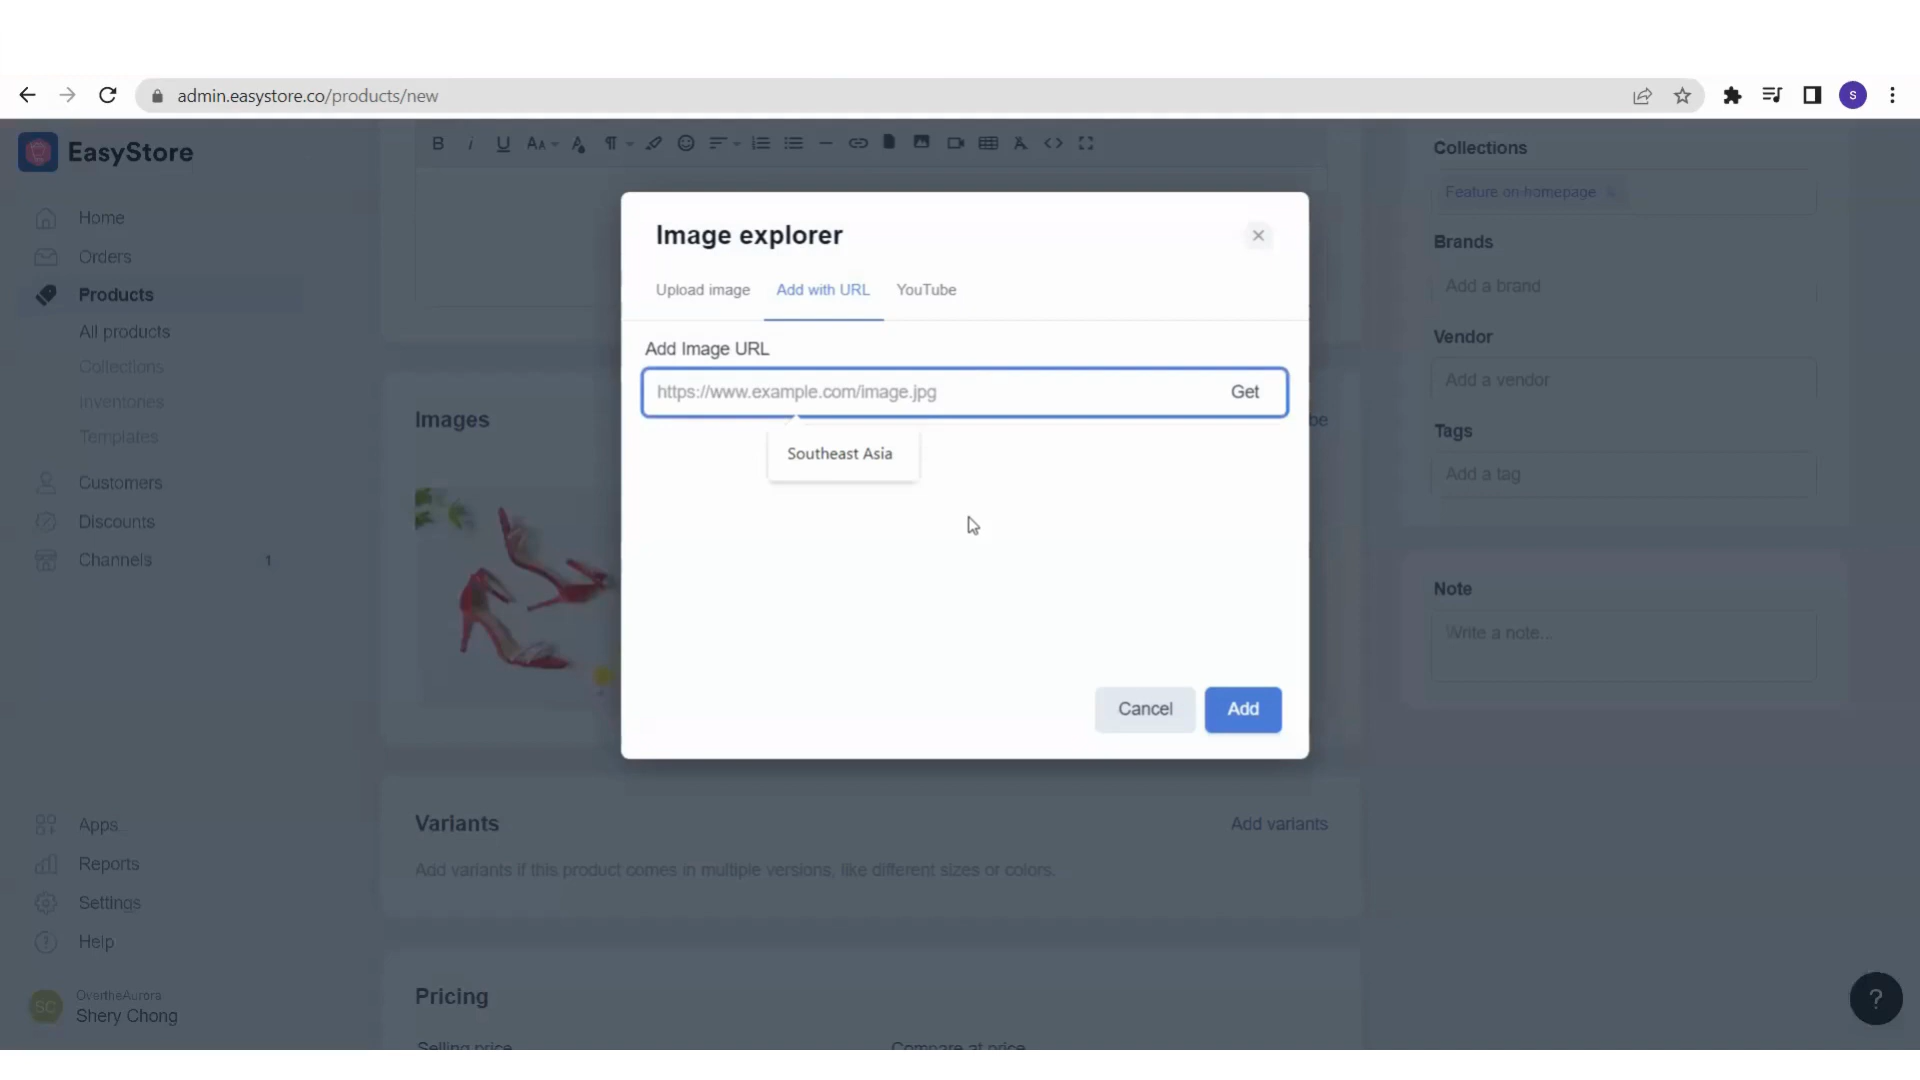 admin.easystore.co/products/new
S
EasyStore
Home
Orders
Products
All products
Collections
Inventories
Templates
Customers
Discounts
Channels 1
Apps
Reports
Settings
Help
SC
OvertheAurora
Shery Chong
B i U AA
Image explorer
Upload image Add with URL YouTube
Add Image URL
https://www.example.com/image.jpg Get
Southeast Asia
Cancel Add
Images
be
Variants Add variants
Add variants if this product comes in multiple versions, like different sizes or colors.
Pricing
Selling price Compare at price
Collections
Feature on homepage
Brands
Add a brand
Vendor
Add a vendor
Tags
Add a tag
Note
Write a note...
?